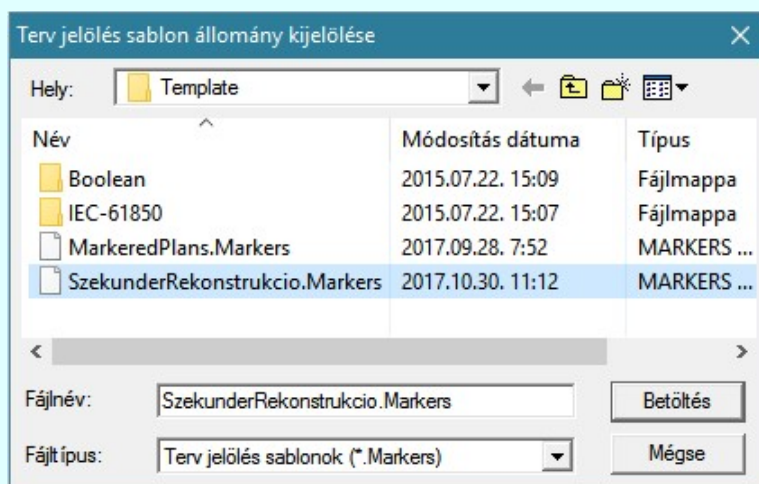 Terv jelölés sablon állomány kijelölése
Hely: Template
Név Módosítás dátuma Típus
Boolean 2015.07.22. 15:09 Fájlmappa
IEC-61850 2015.07.22. 15:07 Fájlmappa
MarkeredPlans.Markers 2017.09.28. 7:52 MARKERS ...
SzekunderRekonstrukcio.Markers 2017.10.30. 11:12 MARKERS ...
Fájlnév: SzekunderRekonstrukcio.Markers Betöltés
Fájltípus: Terv jelölés sablonok (*.Markers) Mégse